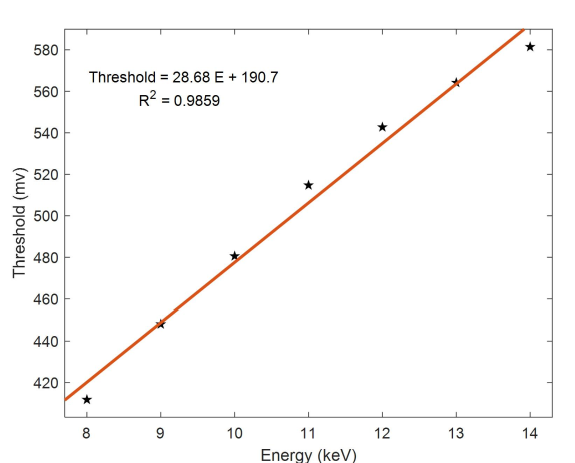 Threshold = 28.68 E + 190.7
R² = 0.9859
Threshold (mv)
580
560
540
520
500
480
460
440
420
8 9 10 11 12 13 14
Energy (keV)